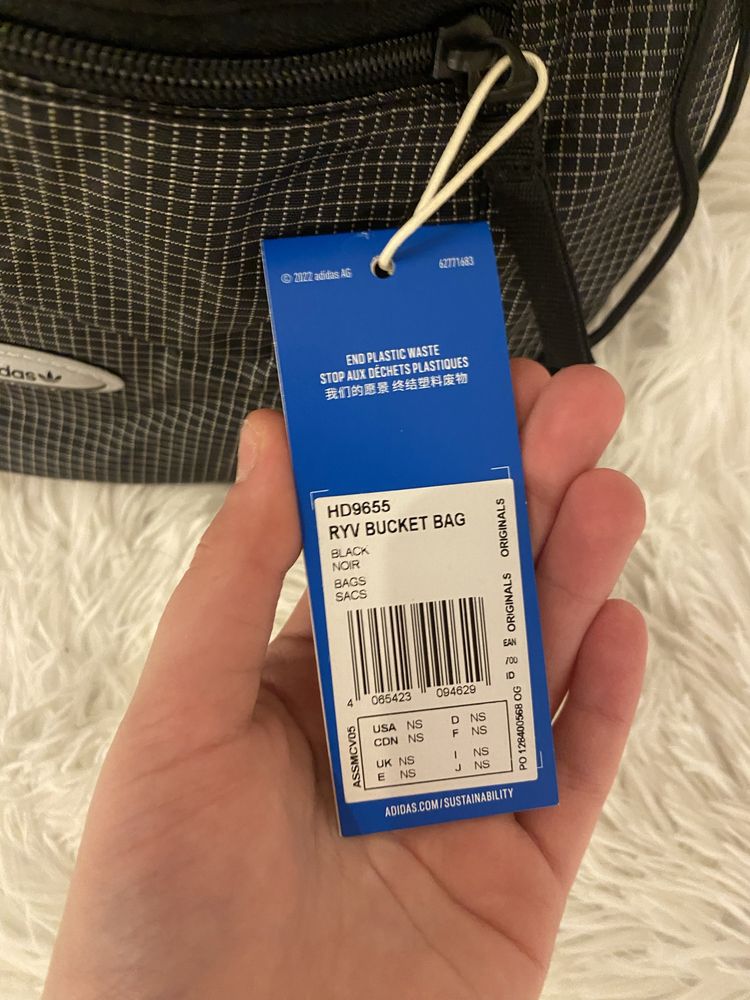 © 2022 adidas AG
62771683
END PLASTIC WASTE
STOP AUX DÉCHETS PLASTIQUES
我们的愿景 终结塑料废物
HD9655
RYV BUCKET BAG
BLACK
NOIR
BAGS
SACS
ORIGINALS
ORIGINALS
EAN
700
ID
PO 128400568 OG
4 065423 094629
ASSMCV05
USA NS D NS
CDN NS F NS
UK NS I NS
E NS J NS
ADIDAS.COM/SUSTAINABILITY